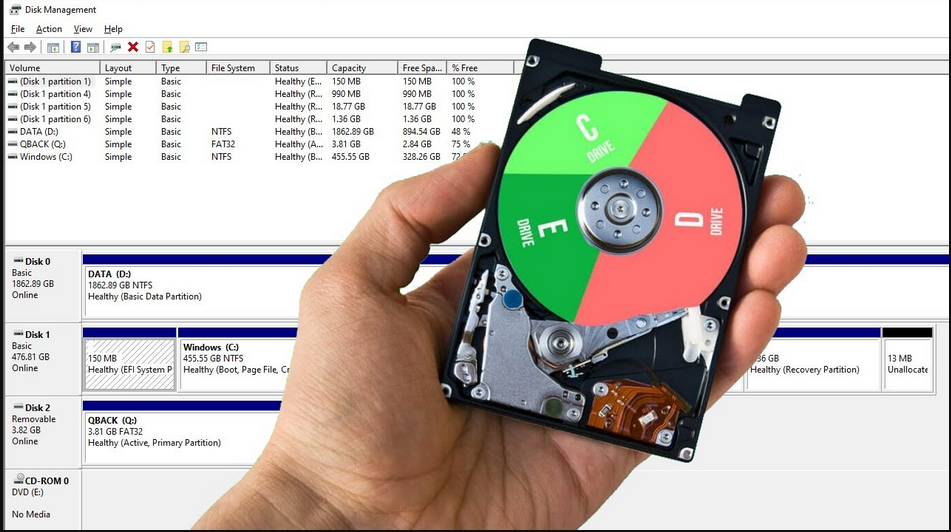 Disk Management
File Action View Help
Volume Layout Type File System Status Capacity Free Spa... % Free
(Disk 1 partition 1) Simple Basic Healthy (E... 150 MB 150 MB 100 %
(Disk 1 partition 4) Simple Basic Healthy (R... 990 MB 990 MB 100 %
(Disk 1 partition 5) Simple Basic Healthy (R... 18.77 GB 18.77 GB 100 %
(Disk 1 partition 6) Simple Basic Healthy (R... 1.36 GB 1.36 GB 100 %
DATA (D:) Simple Basic NTFS Healthy (B... 1862.89 GB 894.54 GB 48 %
QBACK (Q:) Simple Basic FAT32 Healthy (A... 3.81 GB 2.84 GB 75 %
Windows (C:) Simple Basic NTFS Healthy (B... 455.55 GB 328.26 GB
C
DRIVE
D
DRIVE
E
DRIVE
Disk 0
Basic
1862.89 GB
Online
DATA (D:)
1862.89 GB NTFS
Healthy (Basic Data Partition)
Disk 1
Basic
476.81 GB
Online
150 MB
Healthy (EFI System P
Windows (C:)
455.55 GB NTFS
Healthy (Boot, Page File, Cr
Healthy (Recovery Partition)
13 MB
Unallocate
Disk 2
Removable
3.82 GB
Online
QBACK (Q:)
3.81 GB FAT32
Healthy (Active, Primary Partition)
CD-ROM 0
DVD (E:)
No Media